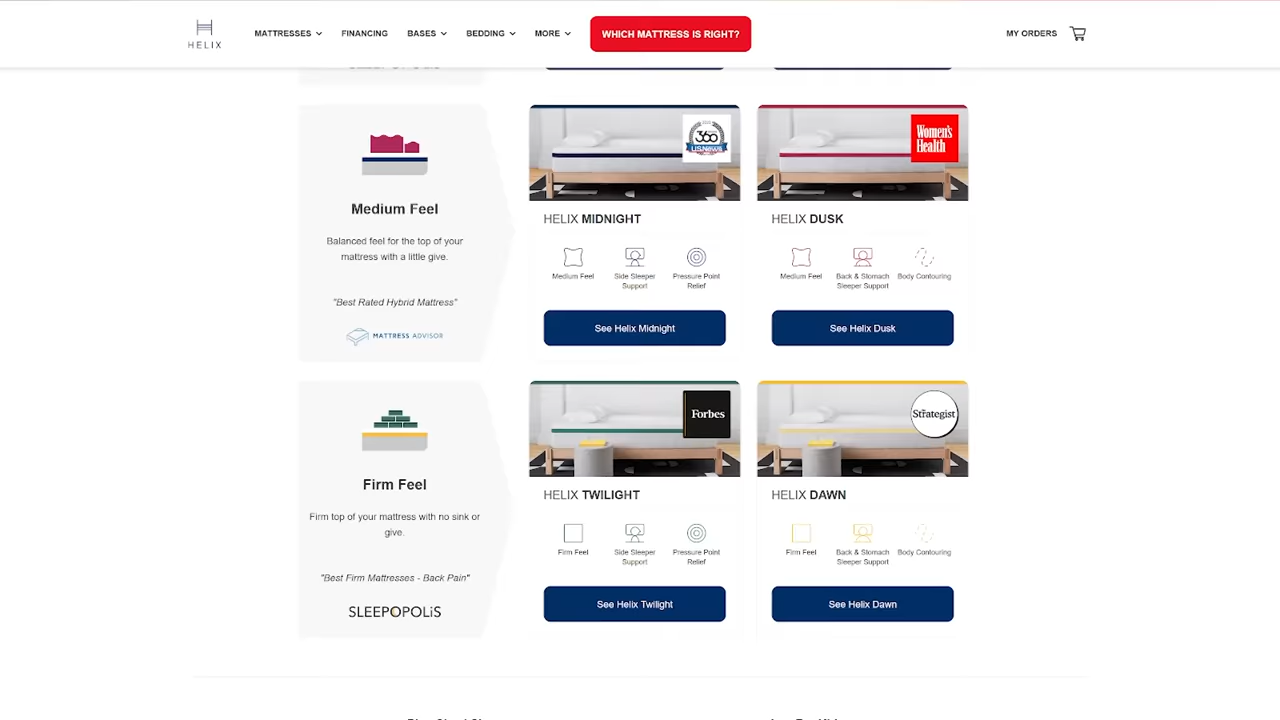 HELIX
MATTRESSES
FINANCING
BASES
BEDDING
MORE
WHICH MATTRESS IS RIGHT?
MY ORDERS
Medium Feel
Balanced feel for the top of your
mattress with a little give.
"Best Rated Hybrid Mattress"
MATTRESS ADVISOR
360
U.S.News
HELIX MIDNIGHT
Medium Feel
Side Sleeper
Support
Pressure Point
Relief
See Helix Midnight
Women's
Health
HELIX DUSK
Medium Feel
Back & Stomach
Sleeper Support
Body Contouring
See Helix Dusk
Firm Feel
Firm top of your mattress with no sink or
give.
"Best Firm Mattresses - Back Pain"
SLEEPOPOLiS
Forbes
HELIX TWILIGHT
Firm Feel
Side Sleeper
Support
Pressure Point
Relief
See Helix Twilight
Strategist
HELIX DAWN
Firm Feel
Back & Stomach
Sleeper Support
Body Contouring
See Helix Dawn